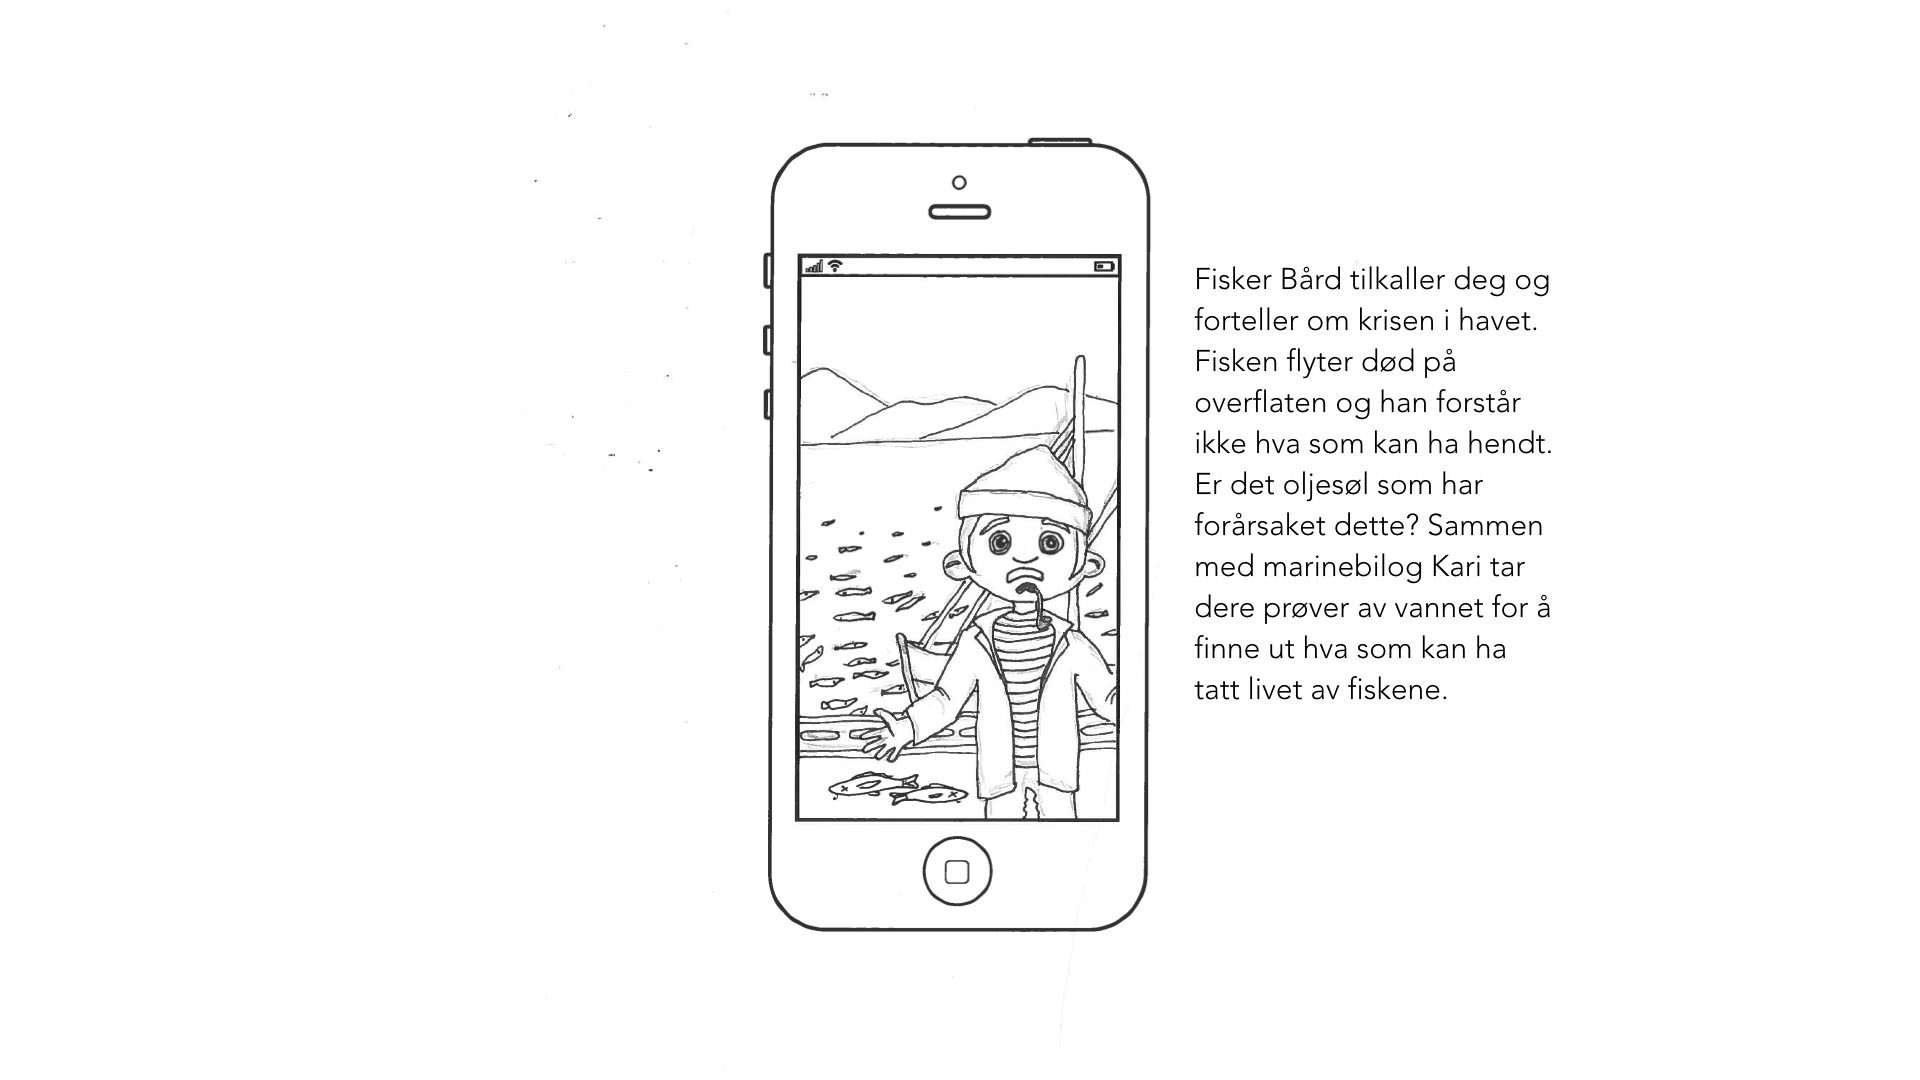 Fisker Bård tilkaller deg og
forteller om krisen i havet.
Fisken flyter død på
overflaten og han forstår
ikke hva som kan ha hendt.
Er det oljesøl som har
forårsaket dette? Sammen
med marinebilog Kari tar
dere prøver av vannet for å
finne ut hva som kan ha
tatt livet av fiskene.